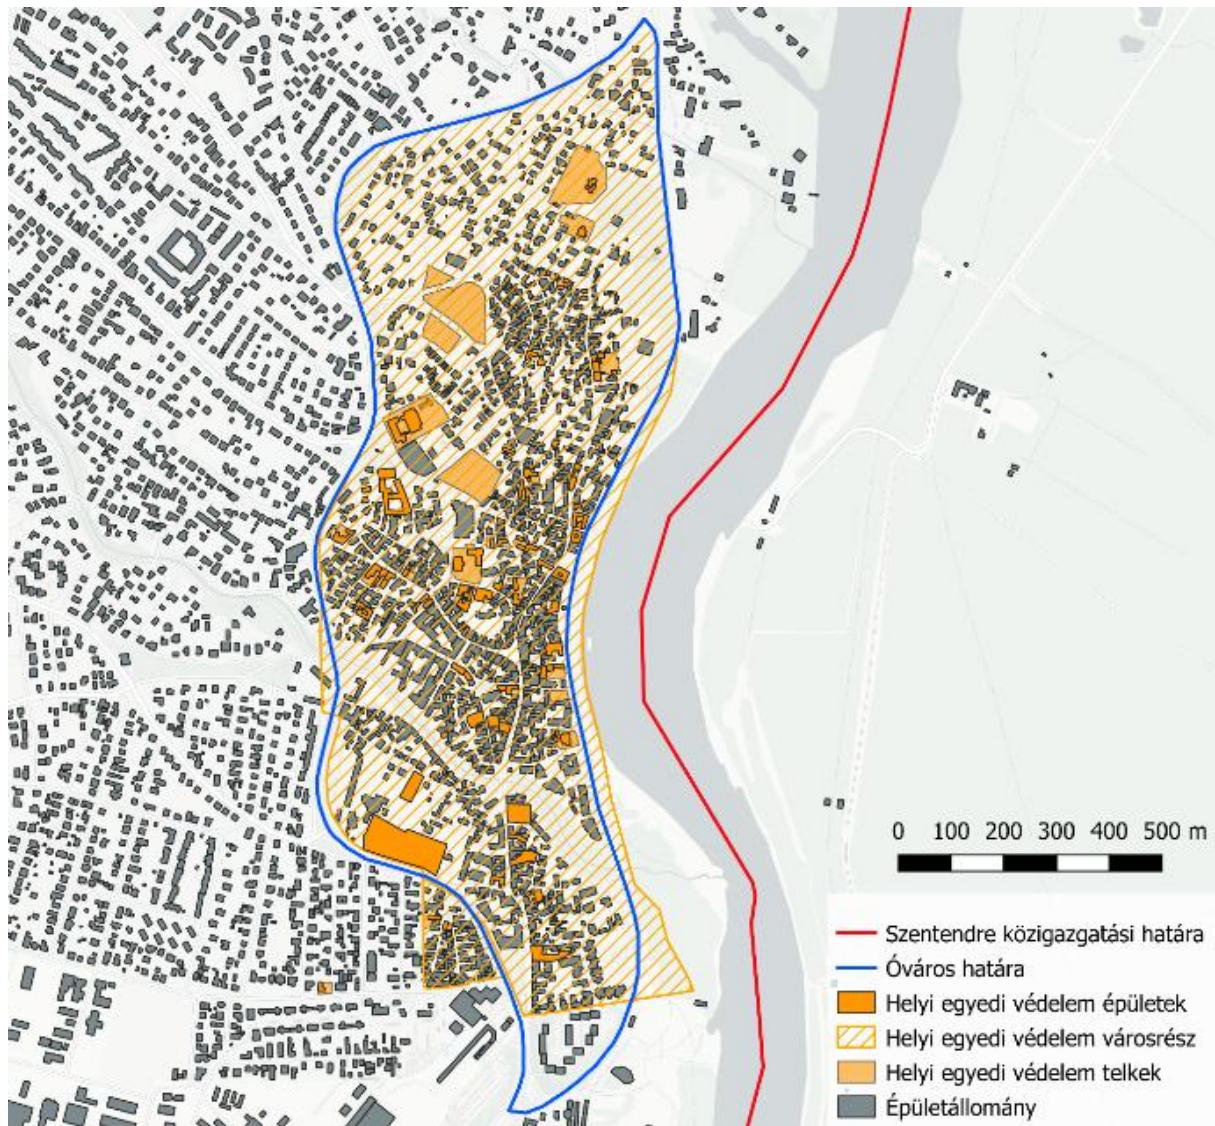 0 100 200 300 400 500 m
Szentendre közigazgatási határa
Óváros határa
Helyi egyedi védelem épületek
Helyi egyedi védelem városrész
Helyi egyedi védelem telkek
Épületállomány